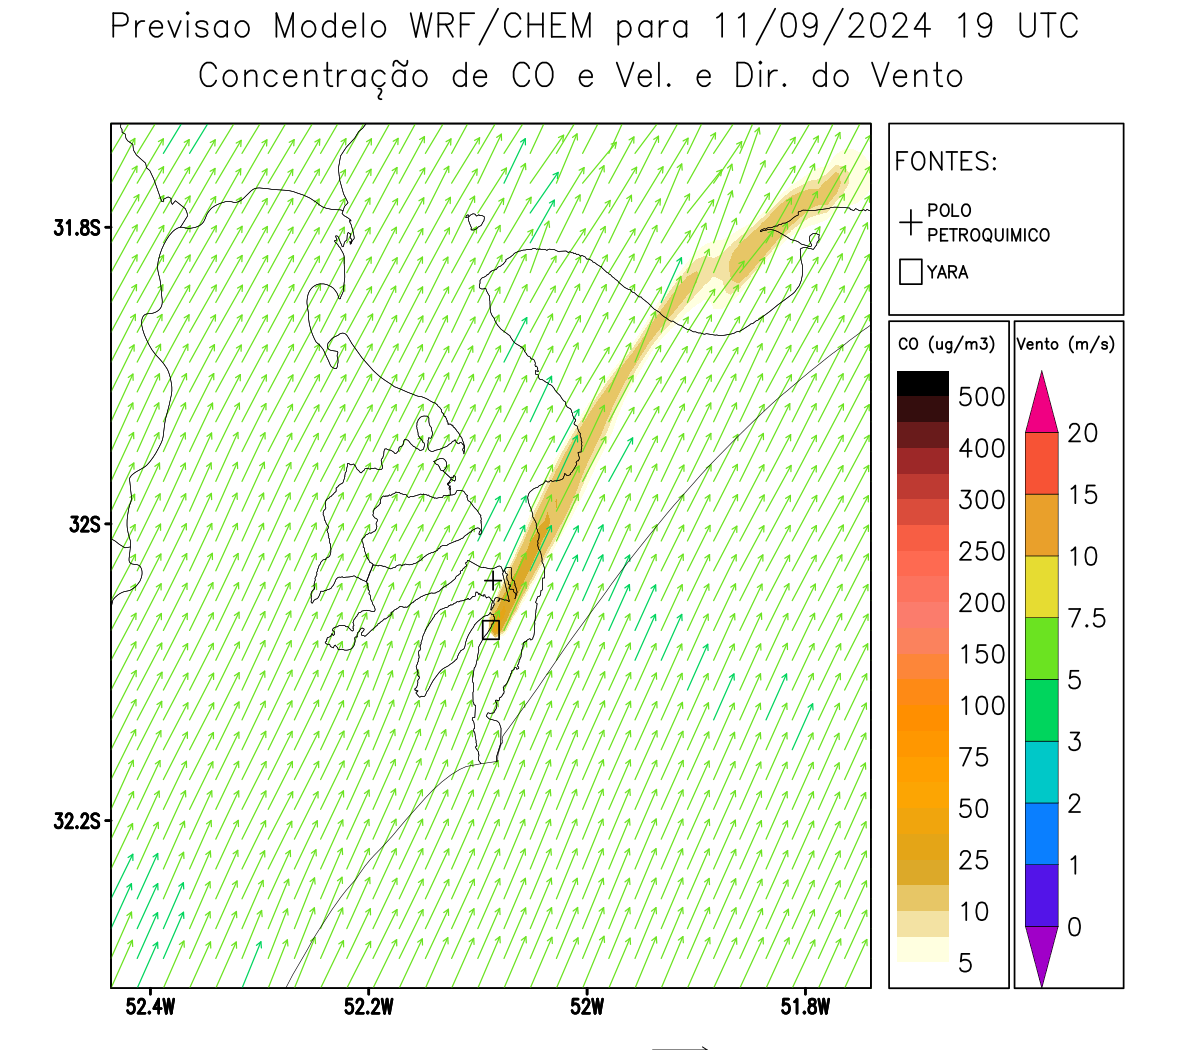 Previsao Modelo WRF/CHEM para 11/09/2024 19 UTC
Concentração de CO e Vel. e Dir. do Vento
FONTES:
POLO
PETROQUIMICO
YARA
CO (ug/m3)
500
400
300
250
200
150
100
75
50
25
10
5
Vento (m/s)
20
15
10
7.5
5
3
2
1
0
31.8S
32S
32.2S
52.4W 52.2W 52W 51.8W